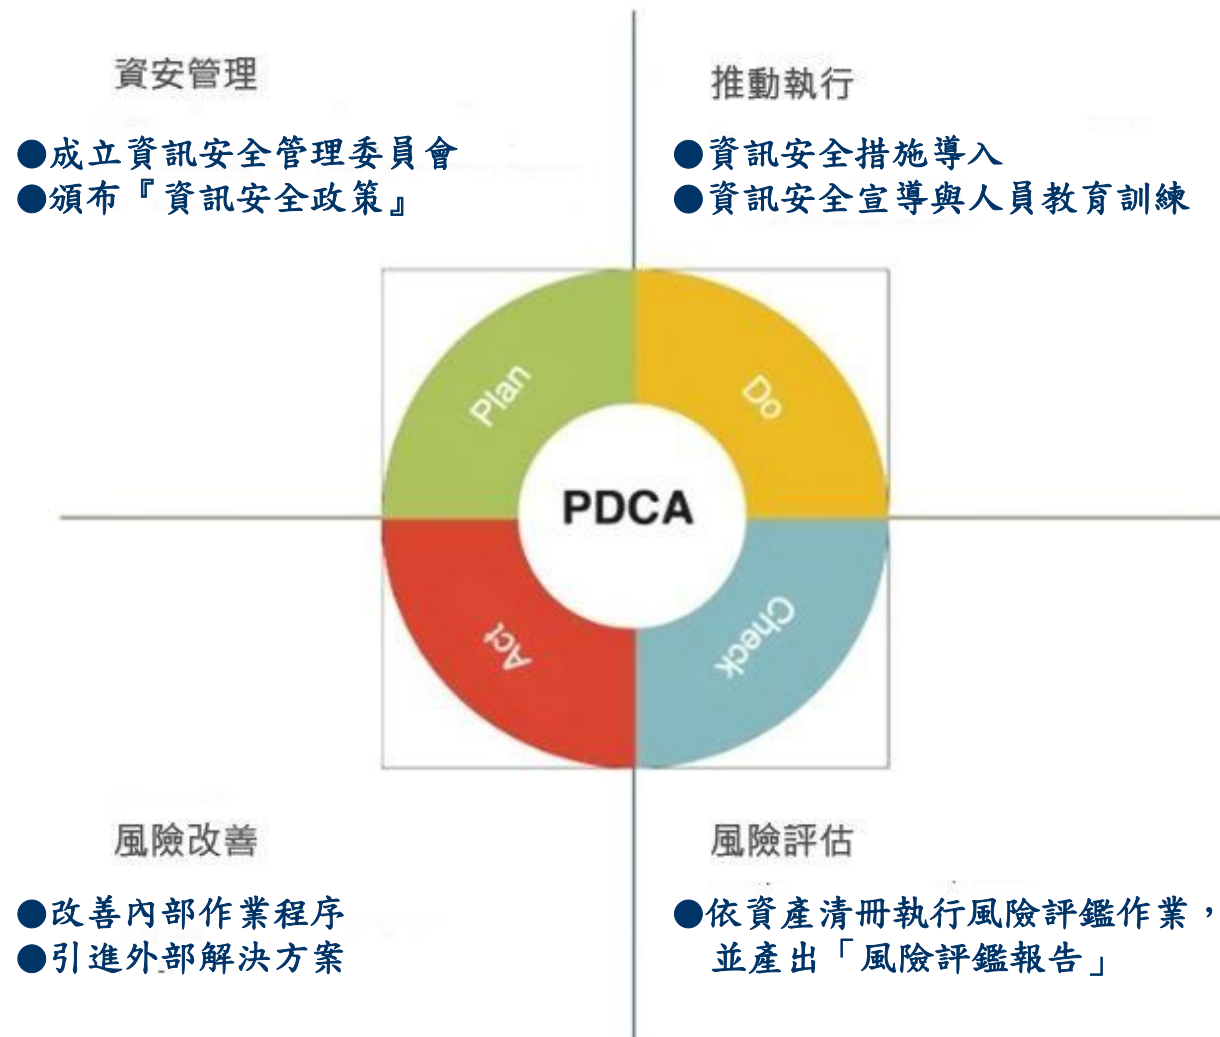 資安管理
●成立資訊安全管理委員會
●頒布『資訊安全政策』
推動執行
●資訊安全措施導入
●資訊安全宣導與人員教育訓練
Plan
Do
PDCA
Act
Check
風險改善
●改善內部作業程序
●引進外部解決方案
風險評估
●依資產清冊執行風險評鑑作業，
並產出「風險評鑑報告」